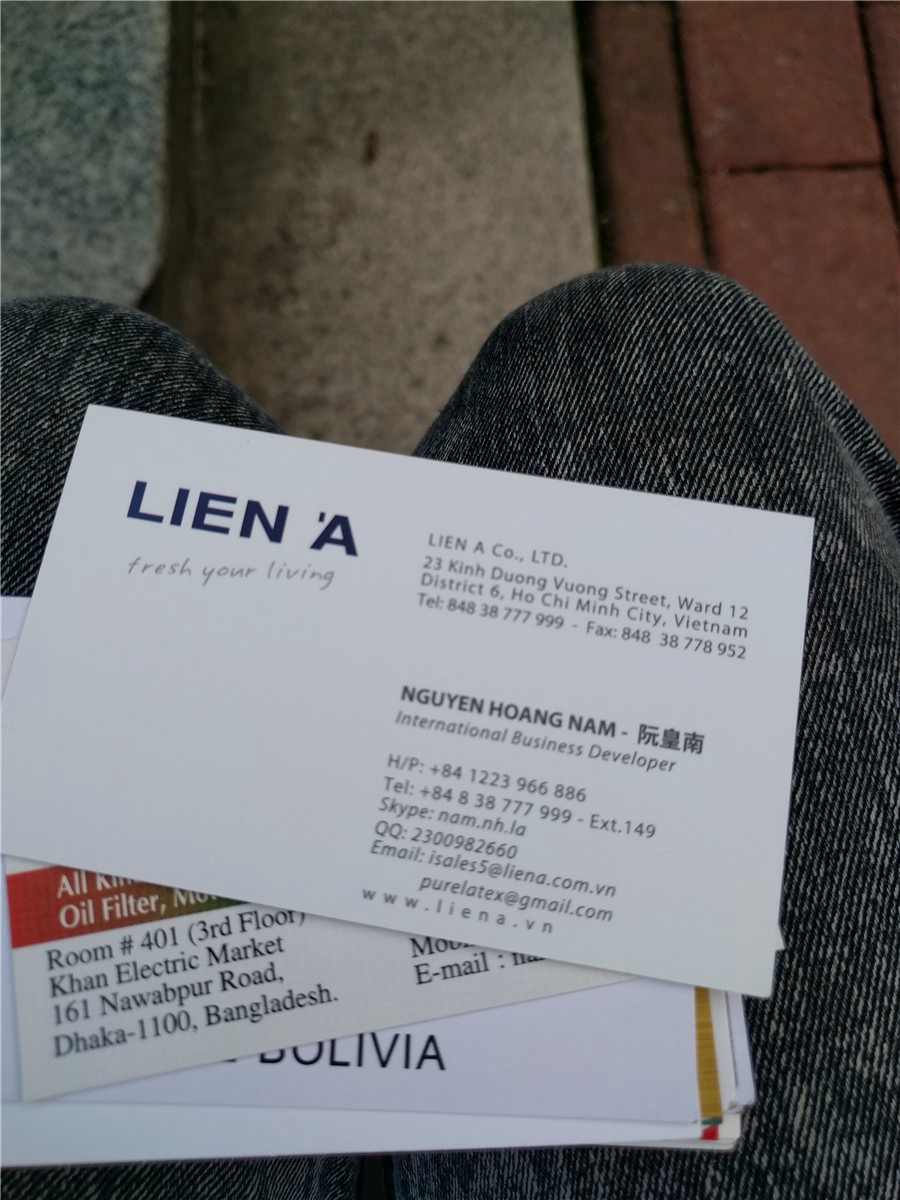 LIEN 'A
fresh your living
LIEN A Co., LTD.
23 Kinh Duong Vuong Street, Ward 12
District 6, Ho Chi Minh City, Vietnam
Tel: 848 38 777 999 - Fax: 848 38 778 952
NGUYEN HOANG NAM - 阮皇南
International Business Developer
H/P: +84 1223 966 886
Tel: +84 8 38 777 999 - Ext.149
Skype: nam.nh.la
QQ: 2300982660
Email: isales5@liena.com.vn
purelatex@gmail.com
www.liena.vn
All
Oil Filter,
Room # 401 (3rd Floor)
Khan Electric Market
161 Nawabpur Road,
Dhaka-1100, Bangladesh.
E-mail :
BOLIVIA